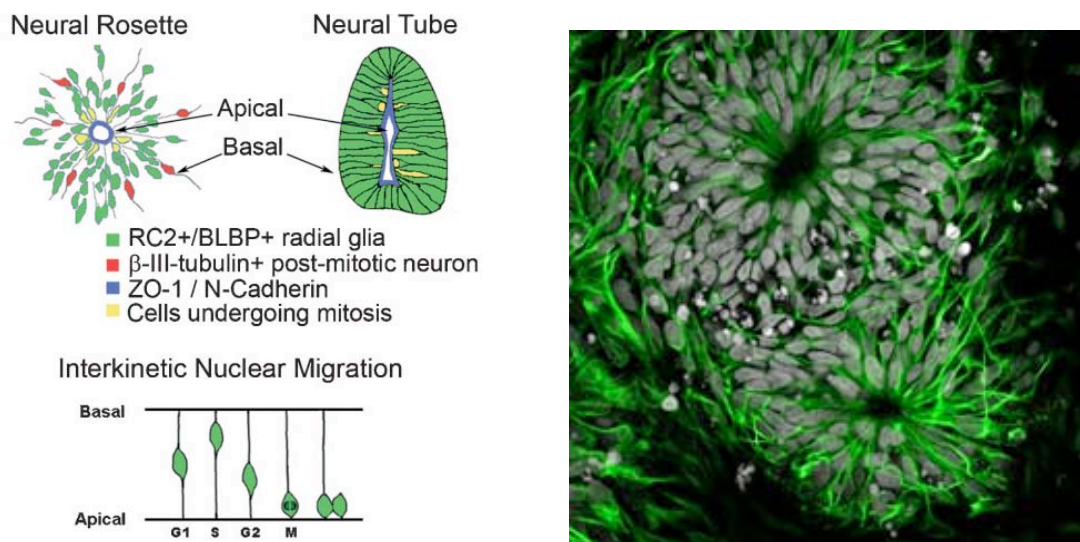 Neural Rosette
Neural Tube
Apical
Basal
RC2+/BLBP+ radial glia
β-III-tubulin+ post-mitotic neuron
ZO-1 / N-Cadherin
Cells undergoing mitosis
Interkinetic Nuclear Migration
Basal
Apical
G1 S G2 M